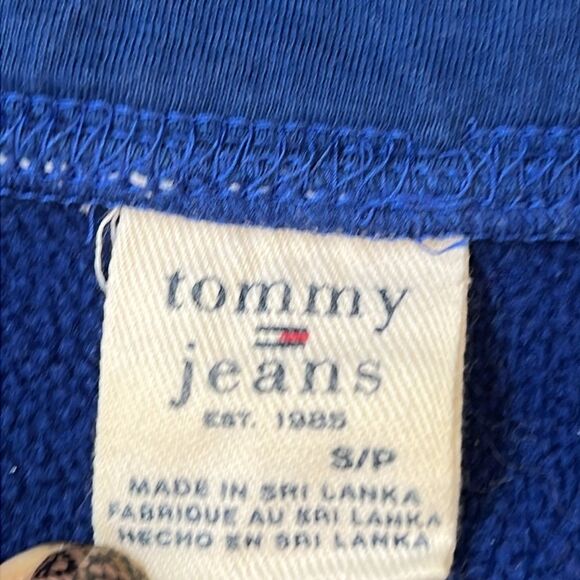 tommy
jeans
EST. 1985
S/P
MADE IN SRI LANKA
FABRIQUE AU SRI LANKA
HECHO EN SRI LANKA